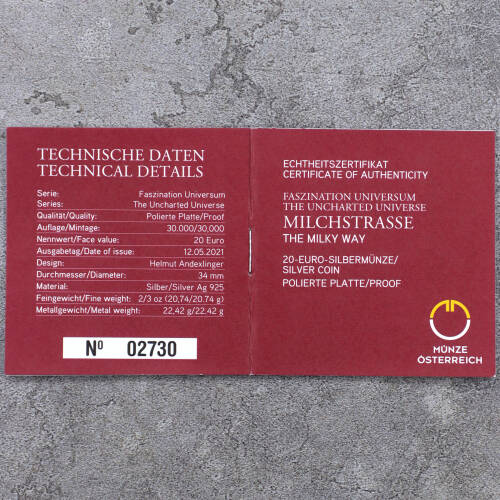 TECHNISCHE DATEN
TECHNICAL DETAILS
Serie: Faszination Universum
Series: The Uncharted Universe
Qualität/Quality: Polierte Platte/Proof
Auflage/Mintage: 30.000/30,000
Nennwert/Face value: 20 Euro
Ausgabetag/Date of issue: 12.05.2021
Design: Helmut Andexlinger
Durchmesser/Diameter: 34 mm
Material: Silber/Silver Ag 925
Feingewicht/Fine weight: 2/3 oz (20,74/20.74 g)
Metallgewicht/Metal weight: 22,42 g/22.42 g
Nº 02730
ECHTHEITSZERTIFIKAT
CERTIFICATE OF AUTHENTICITY
FASZINATION UNIVERSUM
THE UNCHARTED UNIVERSE
MILCHSTRASSE
THE MILKY WAY
20-EURO-SILBERMÜNZE/
SILVER COIN
POLIERTE PLATTE/PROOF
MÜNZE
ÖSTERREICH